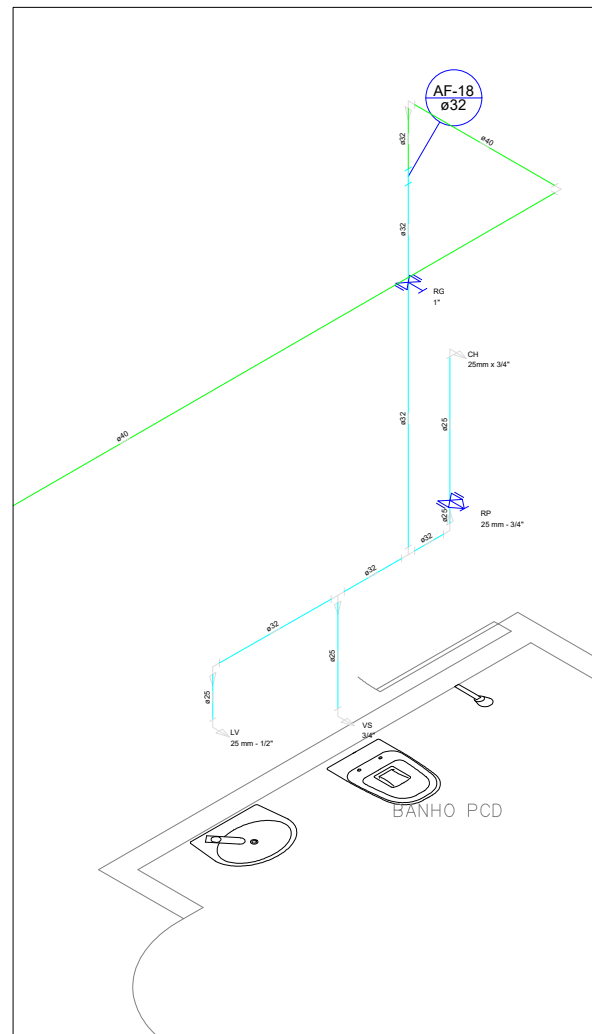 AF-18
ø32
ø32
ø40
ø32
RG
1"
CH
25mm x 3/4"
ø40
ø32
ø25
ø25
RP
25 mm - 3/4"
ø32
ø32
ø32
ø25
ø25
LV
25 mm - 1/2"
VS
3/4"
BANHO PCD